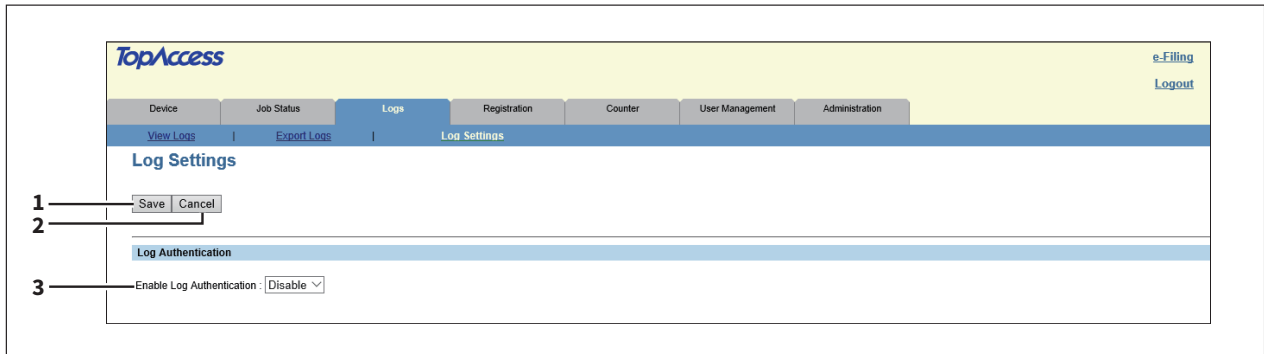 TopAccess
e-Filing
Logout
Device Job Status Logs Registration Counter User Management Administration
View Logs | Export Logs | Log Settings
Log Settings
1 Save Cancel
2
Log Authentication
3 Enable Log Authentication : Disable